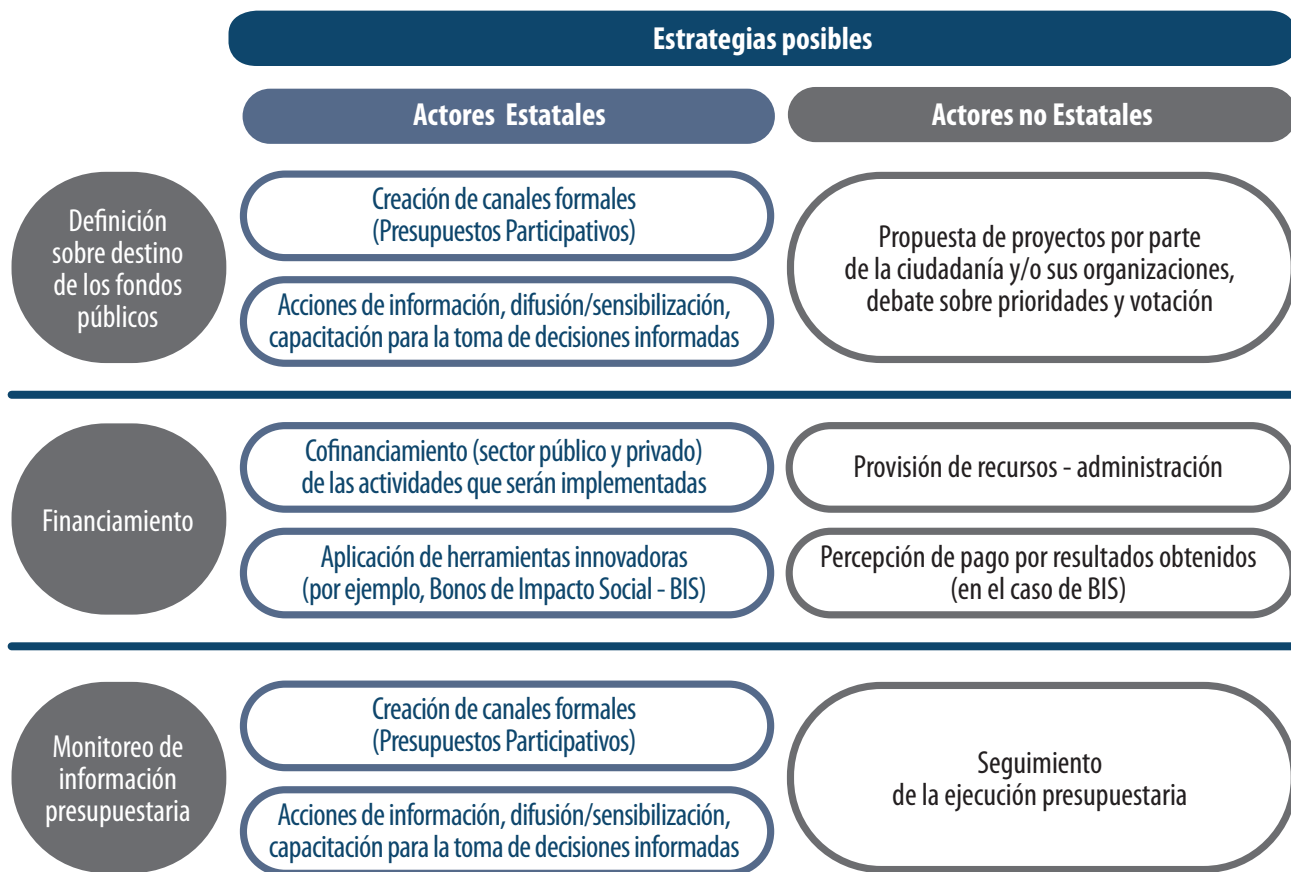 Estrategias posibles
Actores Estatales
Actores no Estatales
Definición
sobre destino
de los fondos
públicos
Creación de canales formales
(Presupuestos Participativos)
Acciones de información, difusión/sensibilización,
capacitación para la toma de decisiones informadas
Propuesta de proyectos por parte
de la ciudadanía y/o sus organizaciones,
debate sobre prioridades y votación
Financiamiento
Cofinanciamiento (sector público y privado)
de las actividades que serán implementadas
Aplicación de herramientas innovadoras
(por ejemplo, Bonos de Impacto Social - BIS)
Provisión de recursos - administración
Percepción de pago por resultados obtenidos
(en el caso de BIS)
Monitoreo de
información
presupuestaria
Creación de canales formales
(Presupuestos Participativos)
Acciones de información, difusión/sensibilización,
capacitación para la toma de decisiones informadas
Seguimiento
de la ejecución presupuestaria